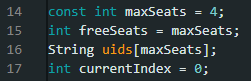 14 const int maxSeats = 4;
15 int freeSeats = maxSeats;
16 String uids[maxSeats];
17 int currentIndex = 0;